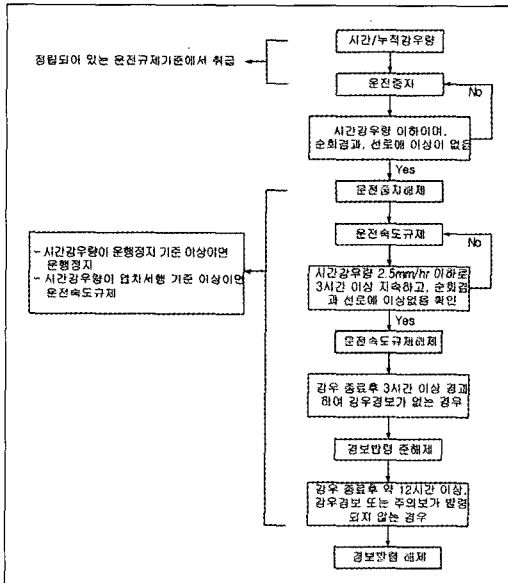 시간/누적강우량
정립되어 있는 운전규제기준에서 취급
운전중지
No
시간강우량 이하이며,
순회결과, 선로에 이상이 없음
Yes
운전중지해제
운전속도규제
No
- 시간강우량이 운행정지 기준 이상이면
운행정지
- 시간강우량이 열차서행 기준 이상이면
운전속도규제
시간강우량 2.5mm/hr 이하로
3시간 이상 지속하고, 순회결
과 선로에 이상없음 확인
Yes
운전속도규제해제
강우 종료후 3시간 이상 경과
하여 강우경보가 없는 경우
경보발령 준해제
강우 종료후 약 12시간 이상,
강우경보 또는 주의보가 발령
되지 않는 경우
경보발령 해제